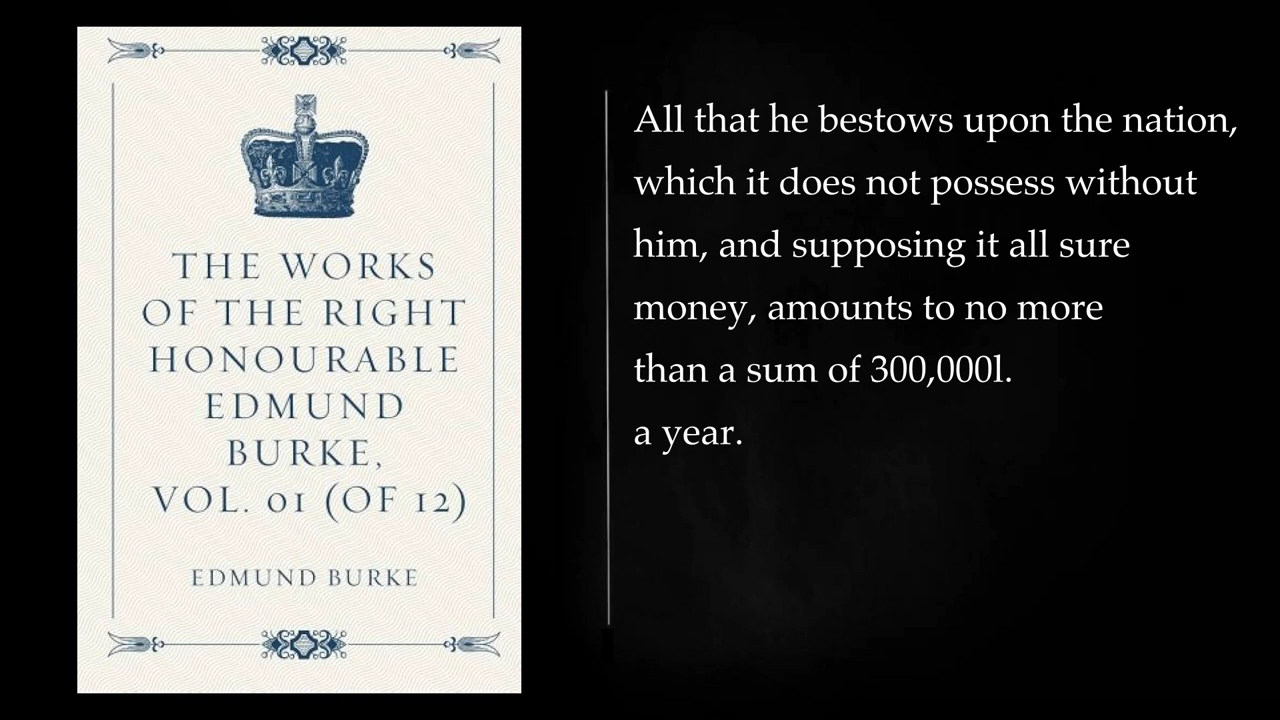 THE WORKS
OF THE RIGHT
HONOURABLE
EDMUND
BURKE,
VOL. 01 (OF 12)
EDMUND BURKE
All that he bestows upon the nation,
which it does not possess without
him, and supposing it all sure
money, amounts to no more
than a sum of 300,000l.
a year.